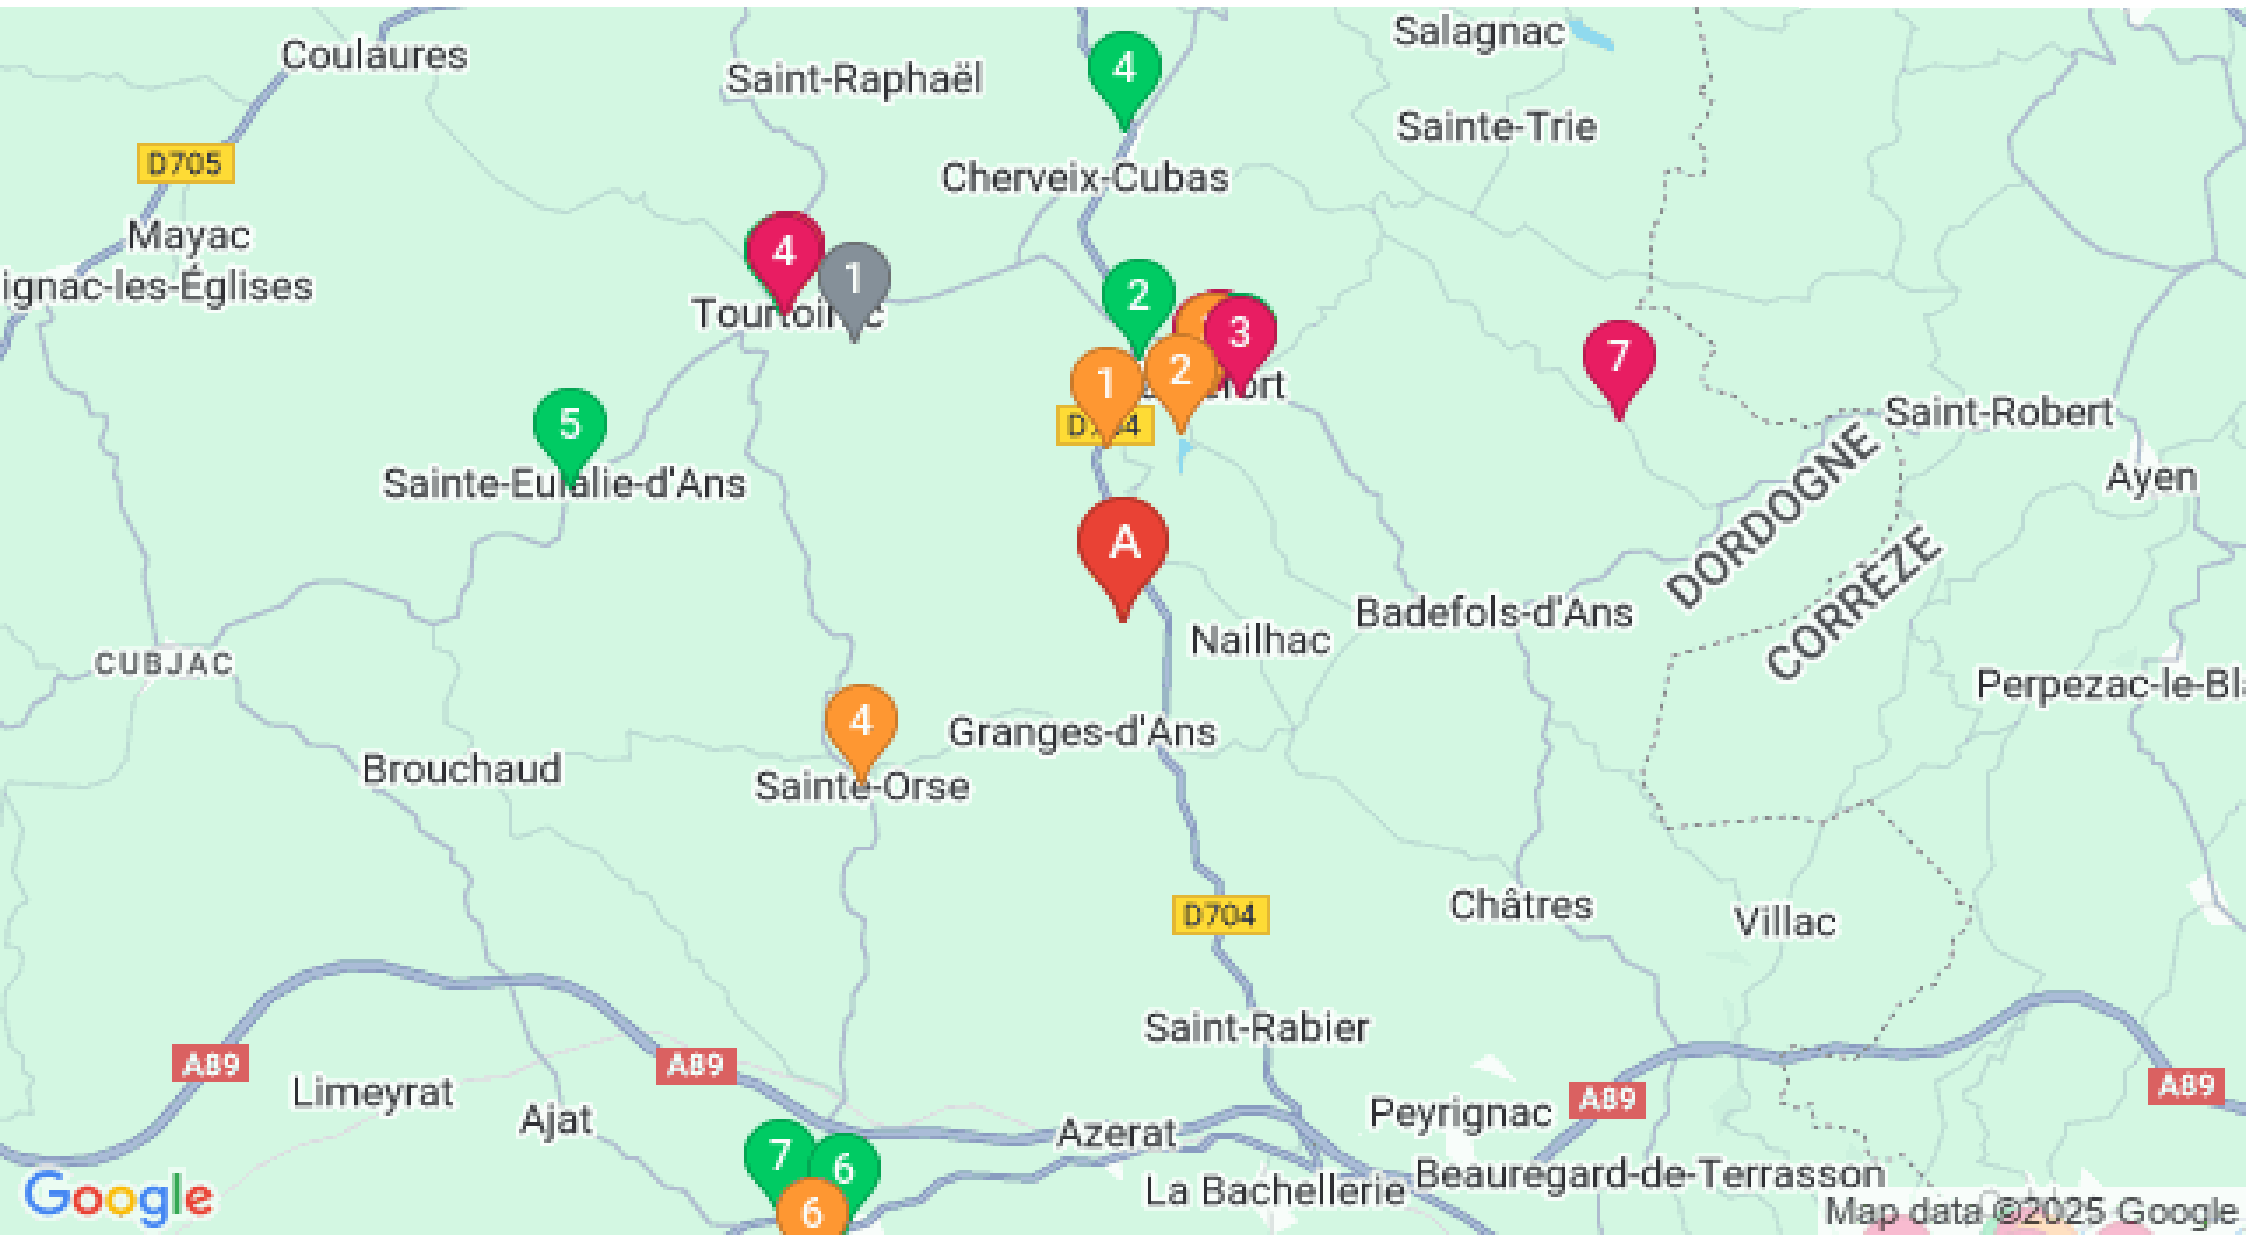 Salagnac
Coulaures
Saint-Raphaël
4
Sainte-Trie
D705
Cherveix-Cubas
Mayac
4
1
ignac-les-Églises
2
3
7
2
1
5
D704
Saint-Robert
Ayen
Sainte-Eulalie-d'Ans
DORDOGNE
A
CORRÈZE
Badefols-d'Ans
Nailhac
CUBJAC
Perpezac-le-Bl
4
Granges-d'Ans
Brouchaud
Sainte-Orse
Châtres
D704
Villac
Saint-Rabier
A89
A89
A89
A89
Limeyrat
Peyrignac
Ajat
Azerat
7
6
Beauregard-de-Terrasson
La Bachellerie
Google
6
Map data ©2025 Google